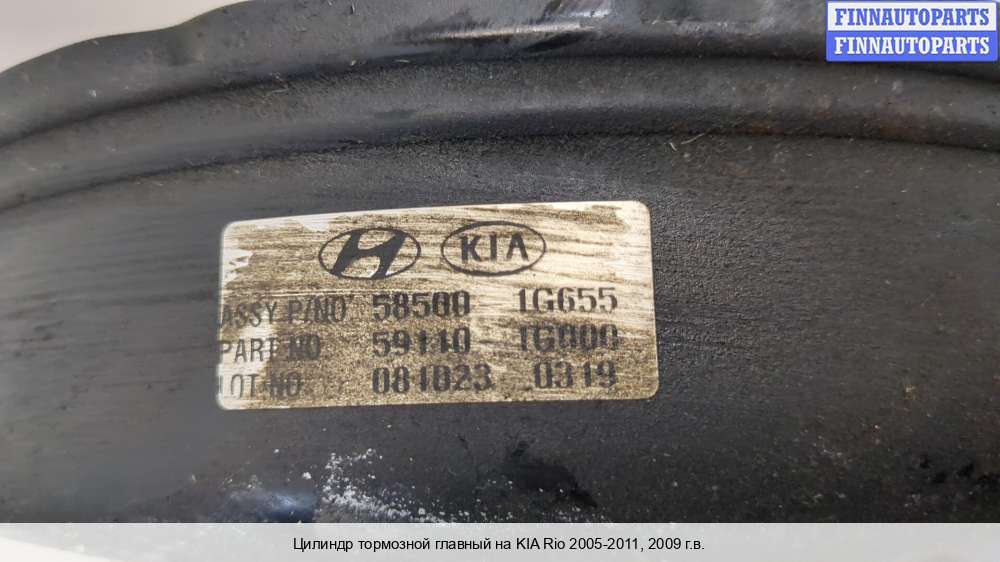 FINNAUTOPARTS
FINNAUTOPARTS
H KIA
ASSY P/NO 58500 1G655
PART NO 59110-1G000
LOT NO 081023 0319
Цилиндр тормозной главный на KIA Rio 2005-2011, 2009 г.в.